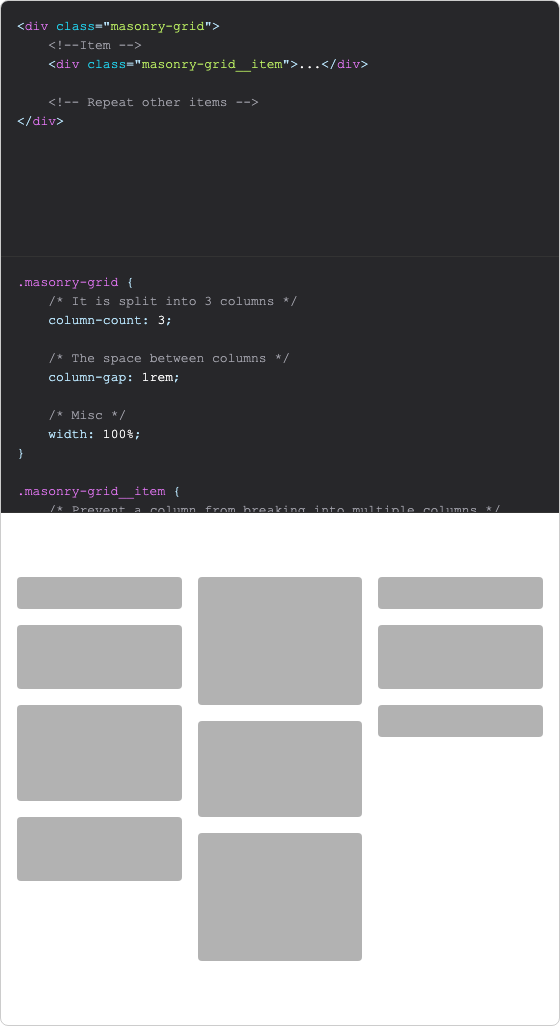 <div class="masonry-grid">
    <!--Item -->
    <div class="masonry-grid__item">...</div>
    <!-- Repeat other items -->
</div>
.masonry-grid {
    /* It is split into 3 columns */
    column-count: 3;
    /* The space between columns */
    column-gap: 1rem;
    /* Misc */
    width: 100%;
}
.masonry-grid__item {
    /* Prevent a column from breaking into multiple columns */